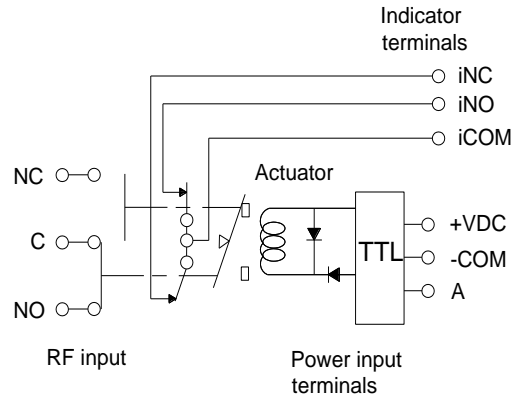 Indicator
terminals
iNC
iNO
iCOM
Actuator
NC
C
NO
TTL
+VDC
-COM
A
RF input
Power input
terminals